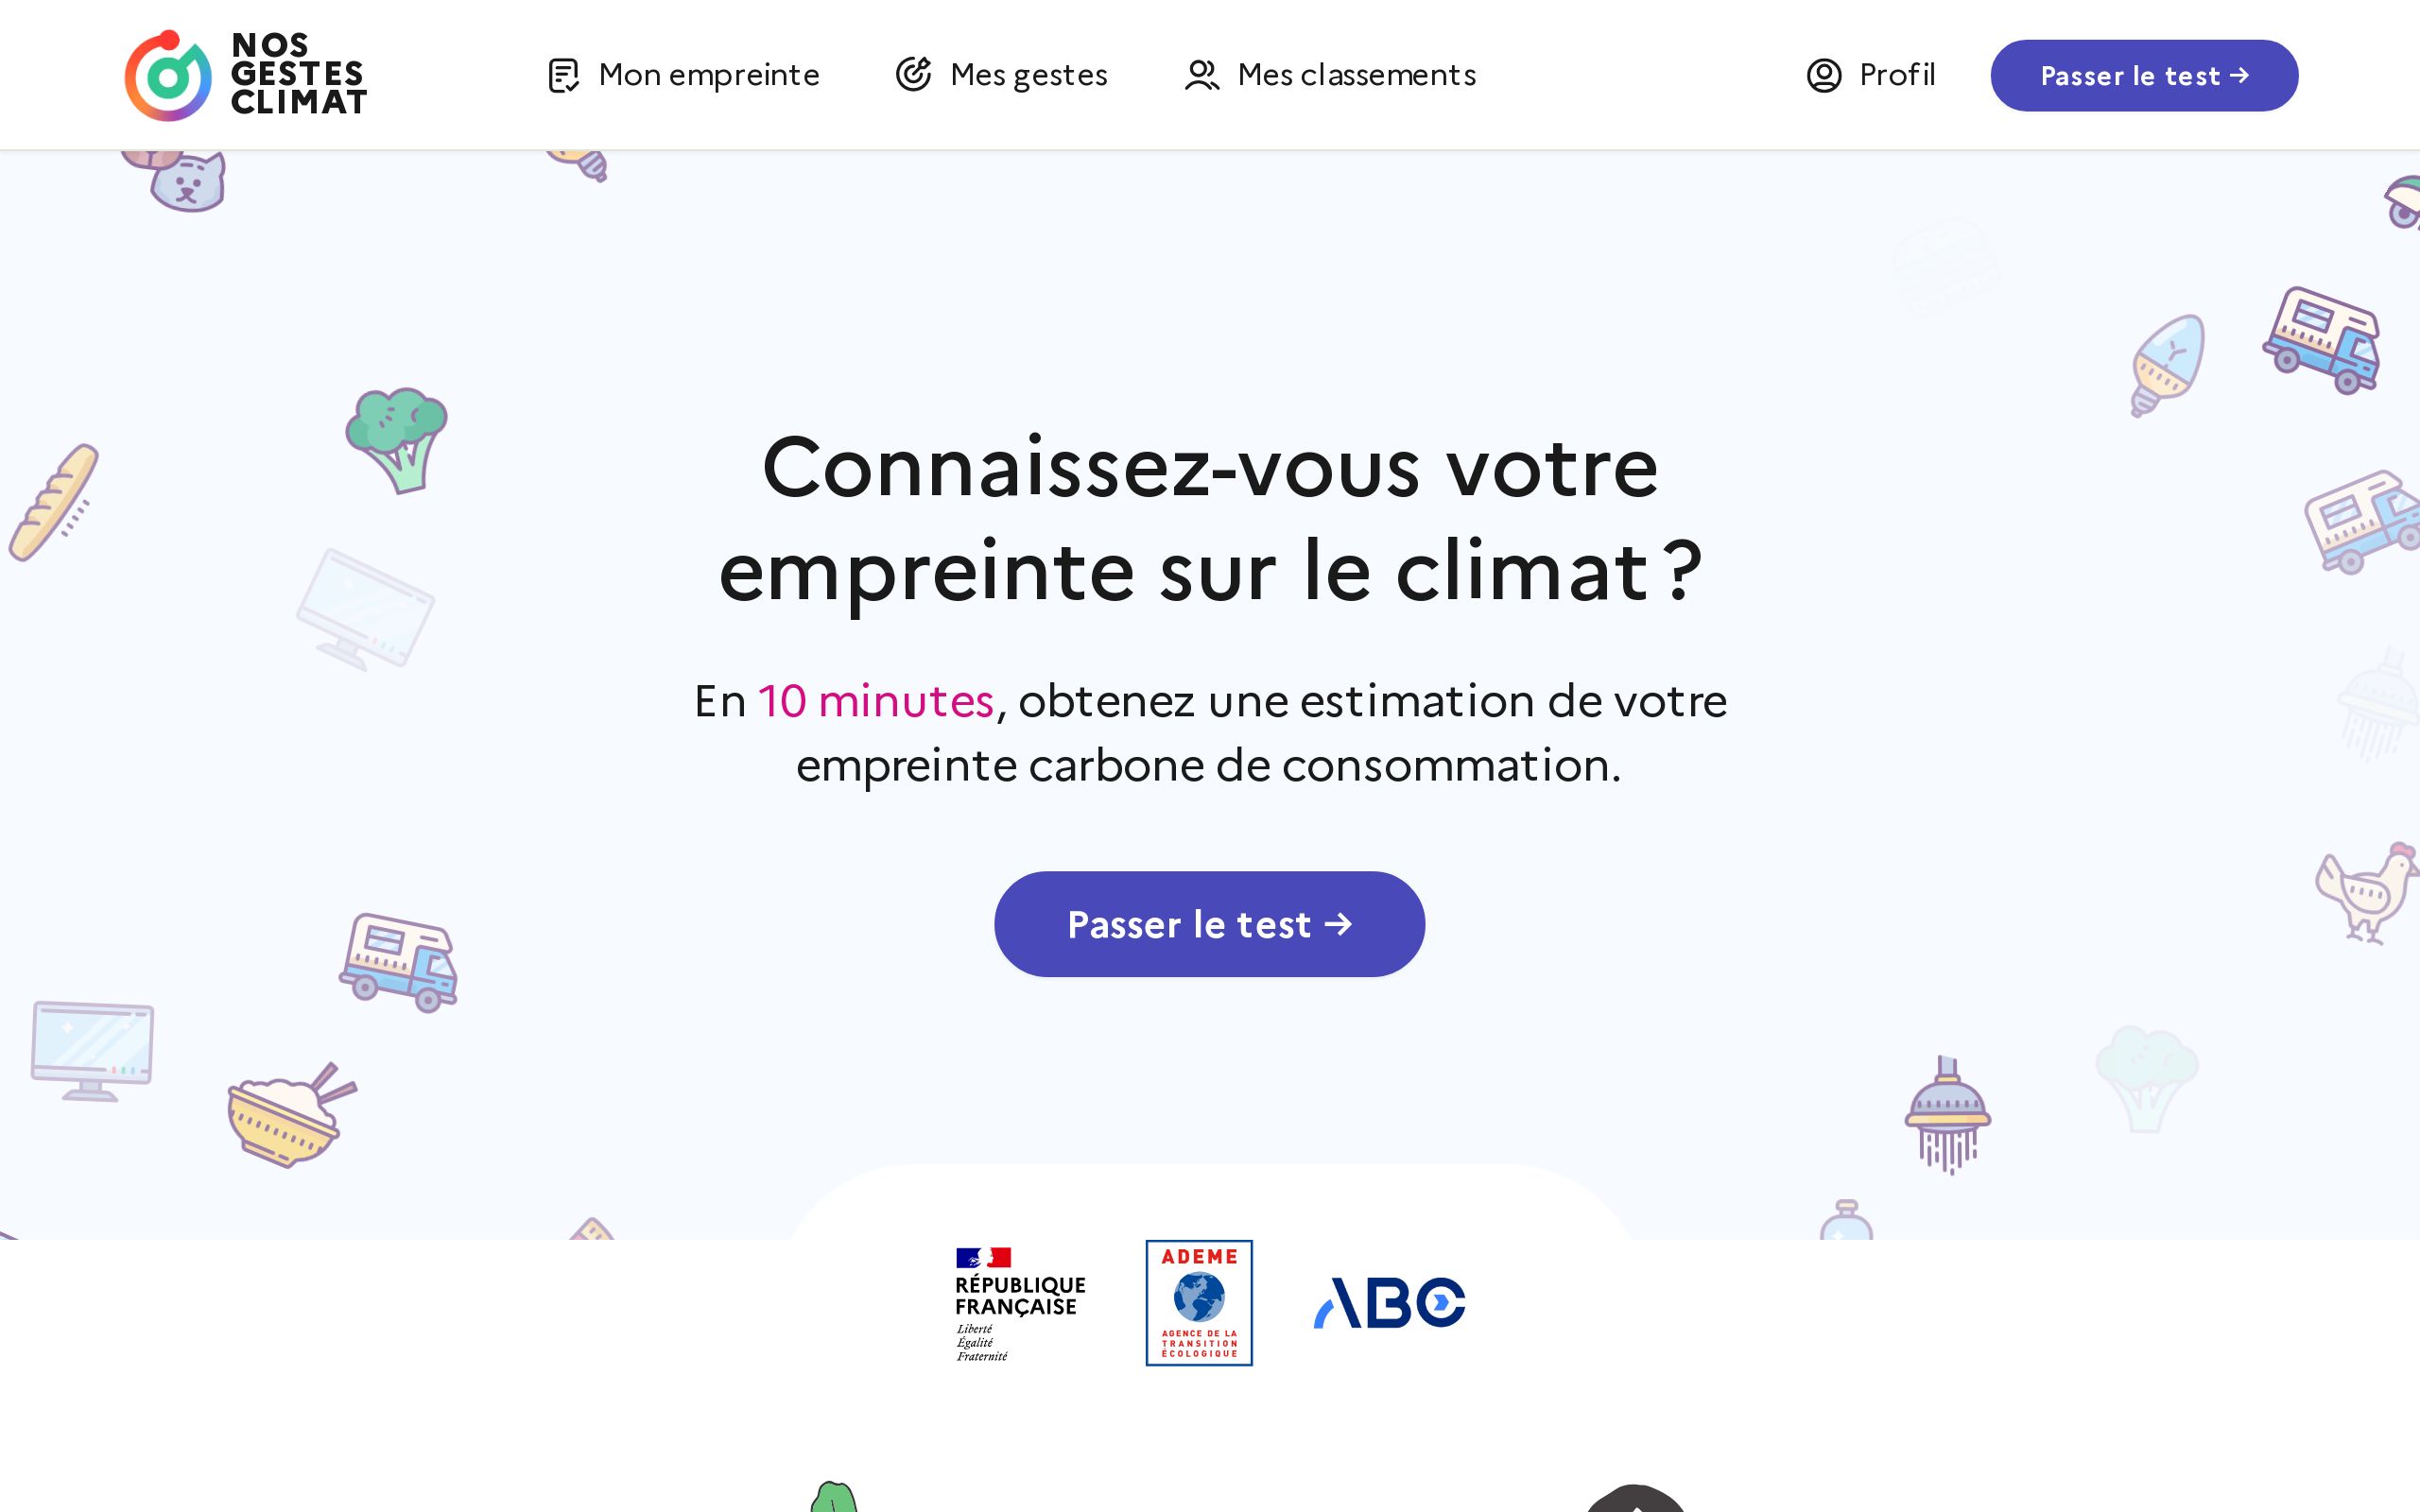 NOS
GESTES
CLIMAT
Mon empreinte
Mes gestes
Mes classements
Profil
Passer le test →
Connaissez-vous votre
empreinte sur le climat ?
En 10 minutes, obtenez une estimation de votre
empreinte carbone de consommation.
Passer le test →
RÉPUBLIQUE
FRANÇAISE
Liberté
Égalité
Fraternité
ADEME
AGENCE DE LA
TRANSITION
ÉCOLOGIQUE
ABC